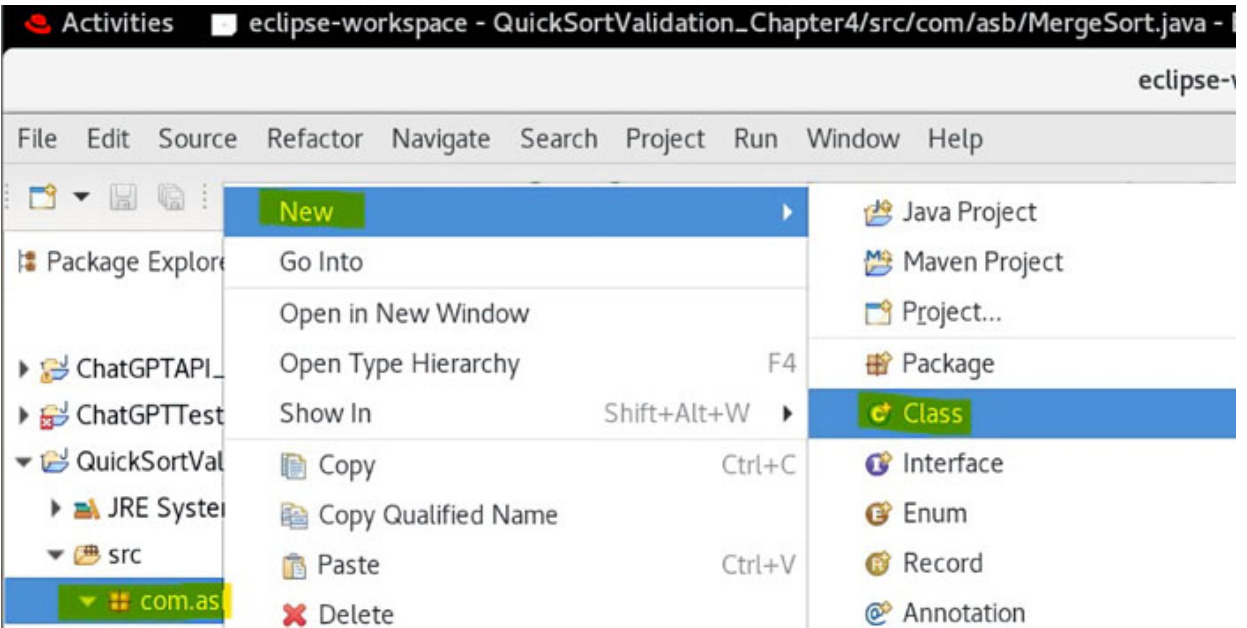 Activities eclipse-workspace - QuickSortValidation_Chapter4/src/com/asb/MergeSort.java -
eclipse-
File Edit Source Refactor Navigate Search Project Run Window Help
New
Java Project
Package Explore
Go Into
Maven Project
Open in New Window
Project...
ChatGPTAPI_
Open Type Hierarchy F4
Package
ChatGPTTest
Show In Shift+Alt+W
Class
QuickSortVal
Copy Ctrl+C
Interface
JRE Syste
Copy Qualified Name
Enum
src
Paste Ctrl+V
Record
com.as
Delete
Annotation